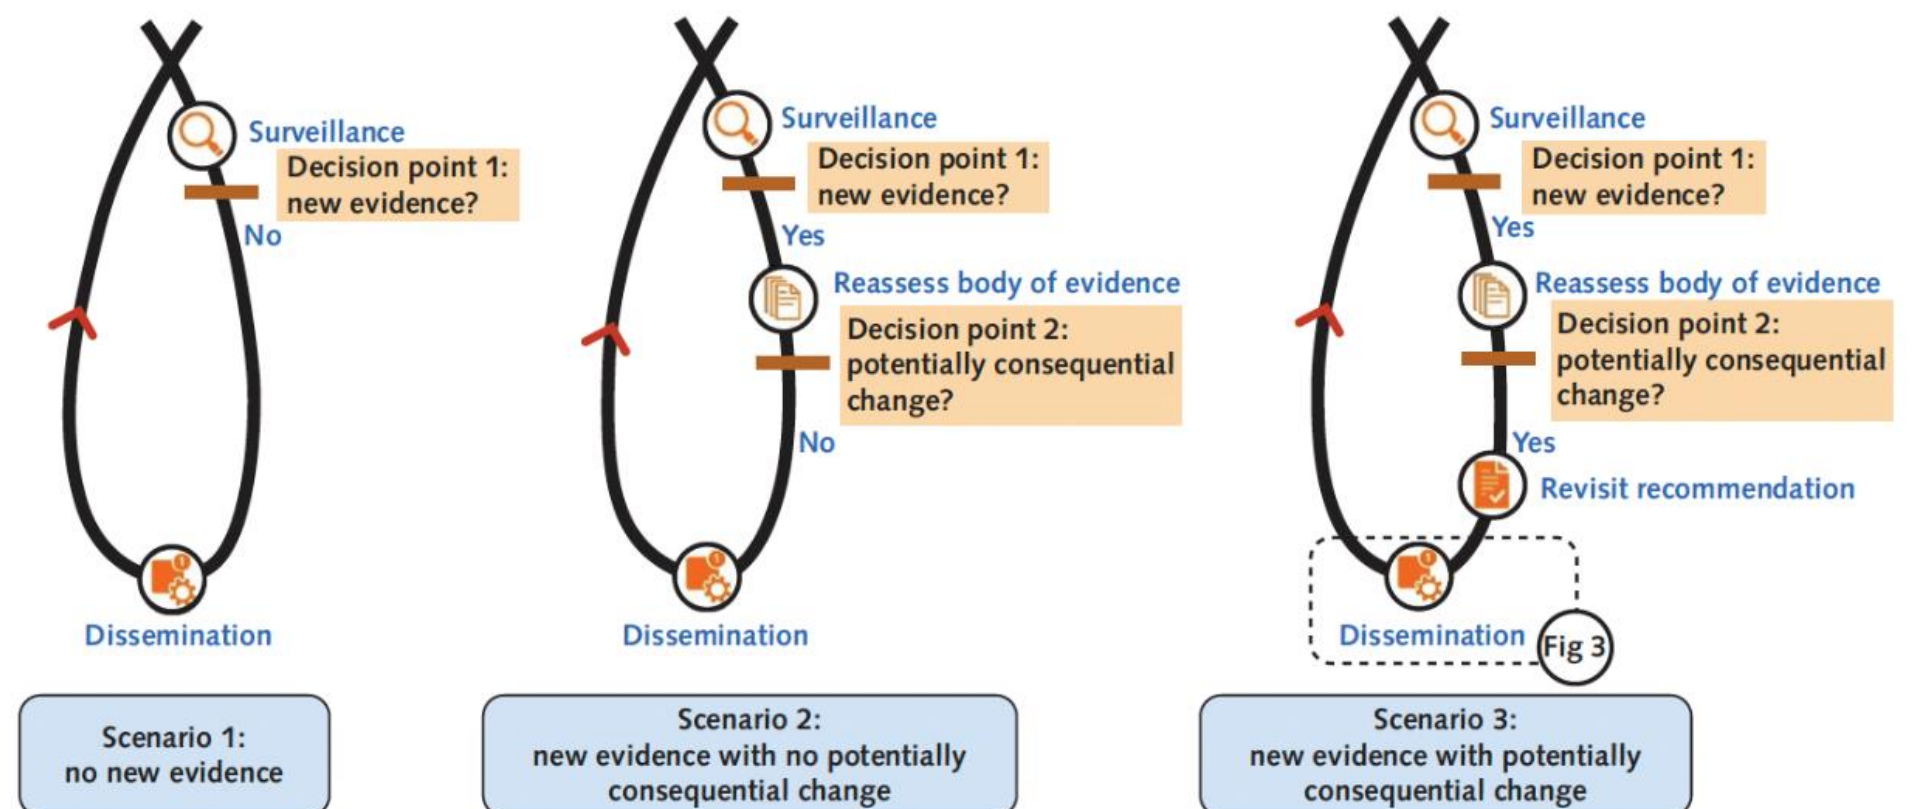 Surveillance
Decision point 1:
new evidence?
No
Dissemination
Scenario 1:
no new evidence
Surveillance
Decision point 1:
new evidence?
Yes
Reassess body of evidence
Decision point 2:
potentially consequential
change?
No
1
Dissemination
Scenario 2:
new evidence with no potentially
consequential change
Surveillance
Decision point 1:
new evidence?
Yes
Reassess body of evidence
Decision point 2:
potentially consequential
change?
Yes
Revisit recommendation
1
Dissemination
Fig 3
Scenario 3:
new evidence with potentially
consequential change